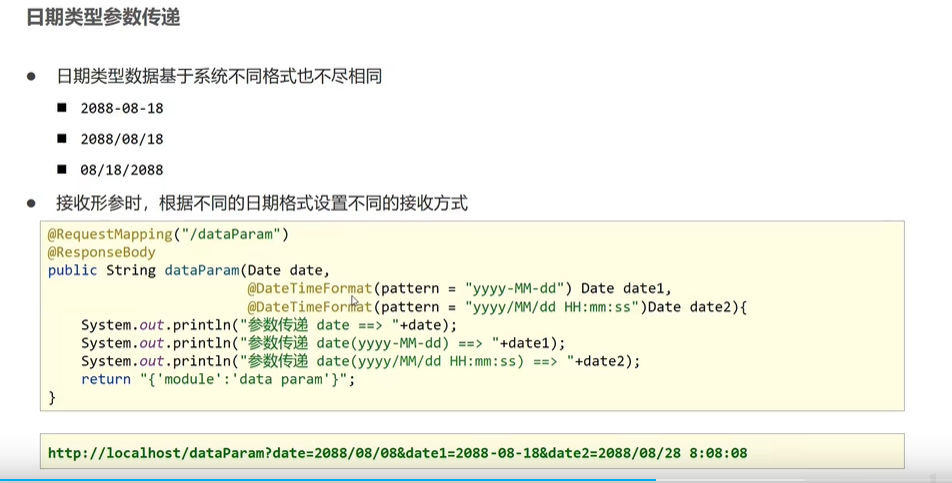 日期类型参数传递
● 日期类型数据基于系统不同格式也不尽相同
■ 2088-08-18
■ 2088/08/18
■ 08/18/2088
● 接收形参时，根据不同的日期格式设置不同的接收方式
@RequestMapping("/dataParam")
@ResponseBody
public String dataParam(Date date,
@DateTimeFormat(pattern = "yyyy-MM-dd") Date date1,
@DateTimeFormat(pattern = "yyyy/MM/dd HH:mm:ss")Date date2){
System.out.println("参数传递 date ==> "+date);
System.out.println("参数传递 date(yyyy-MM-dd) ==> "+date1);
System.out.println("参数传递 date(yyyy/MM/dd HH:mm:ss) ==> "+date2);
return "{'module':'data param'}";
}
http://localhost/dataParam?date=2088/08/08&date1=2088-08-18&date2=2088/08/28 8:08:08